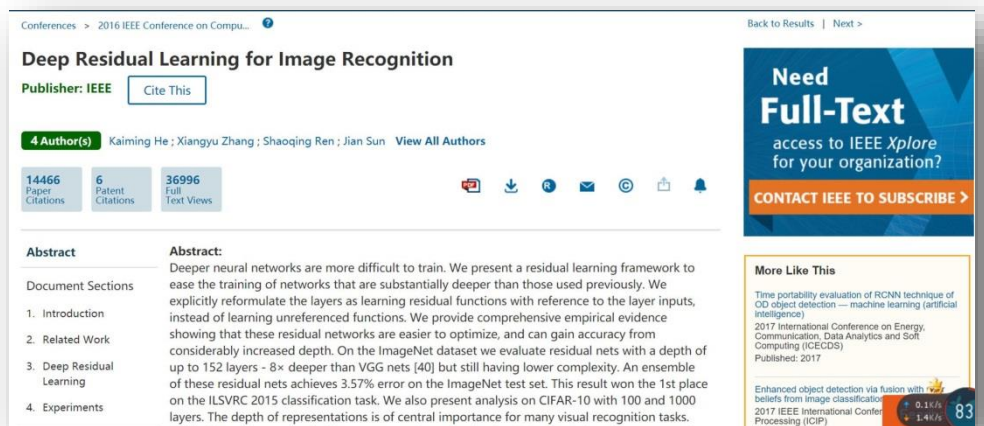 Conferences > 2016 IEEE Conference on Compu... ?
Back to Results | Next >
Deep Residual Learning for Image Recognition
Publisher: IEEE
Cite This
4 Author(s) Kaiming He ; Xiangyu Zhang ; Shaoqing Ren ; Jian Sun View All Authors
14466
Paper
Citations
6
Patent
Citations
36996
Full
Text Views
PDF
R
©
Need
Full-Text
access to IEEE Xplore
for your organization?
CONTACT IEEE TO SUBSCRIBE >
Abstract
Document Sections
1. Introduction
2. Related Work
3. Deep Residual
Learning
4. Experiments
Abstract:
Deeper neural networks are more difficult to train. We present a residual learning framework to
ease the training of networks that are substantially deeper than those used previously. We
explicitly reformulate the layers as learning residual functions with reference to the layer inputs,
instead of learning unreferenced functions. We provide comprehensive empirical evidence
showing that these residual networks are easier to optimize, and can gain accuracy from
considerably increased depth. On the ImageNet dataset we evaluate residual nets with a depth of
up to 152 layers - 8× deeper than VGG nets [40] but still having lower complexity. An ensemble
of these residual nets achieves 3.57% error on the ImageNet test set. This result won the 1st place
on the ILSVRC 2015 classification task. We also present analysis on CIFAR-10 with 100 and 1000
layers. The depth of representations is of central importance for many visual recognition tasks.
More Like This
Time portability evaluation of RCNN technique of
OD object detection — machine learning (artificial
intelligence)
2017 International Conference on Energy,
Communication, Data Analytics and Soft
Computing (ICECDS)
Published: 2017
Enhanced object detection via fusion with
beliefs from image classification
2017 IEEE International Confer
Processing (ICIP)
0.1K/s
1.4K/s
83